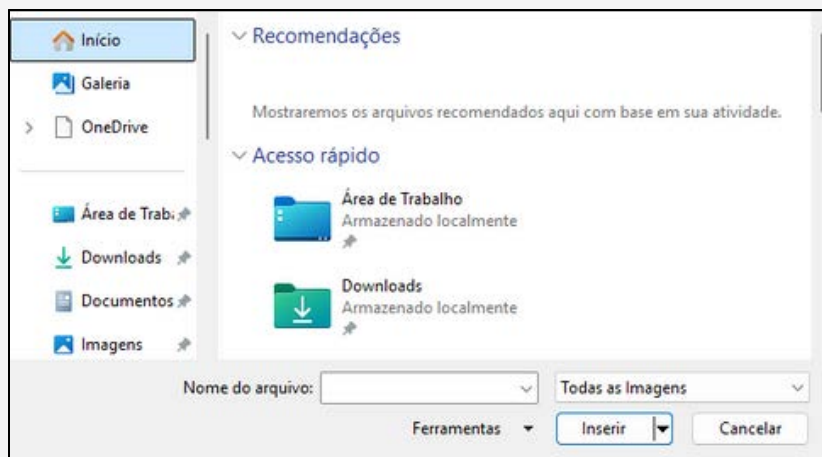 Início
Galeria
OneDrive
Área de Trab
Downloads
Documentos
Imagens
Recomendações
Mostraremos os arquivos recomendados aqui com base em sua atividade.
Acesso rápido
Área de Trabalho
Armazenado localmente
Downloads
Armazenado localmente
Nome do arquivo:
Todas as Imagens
Ferramentas
Inserir
Cancelar